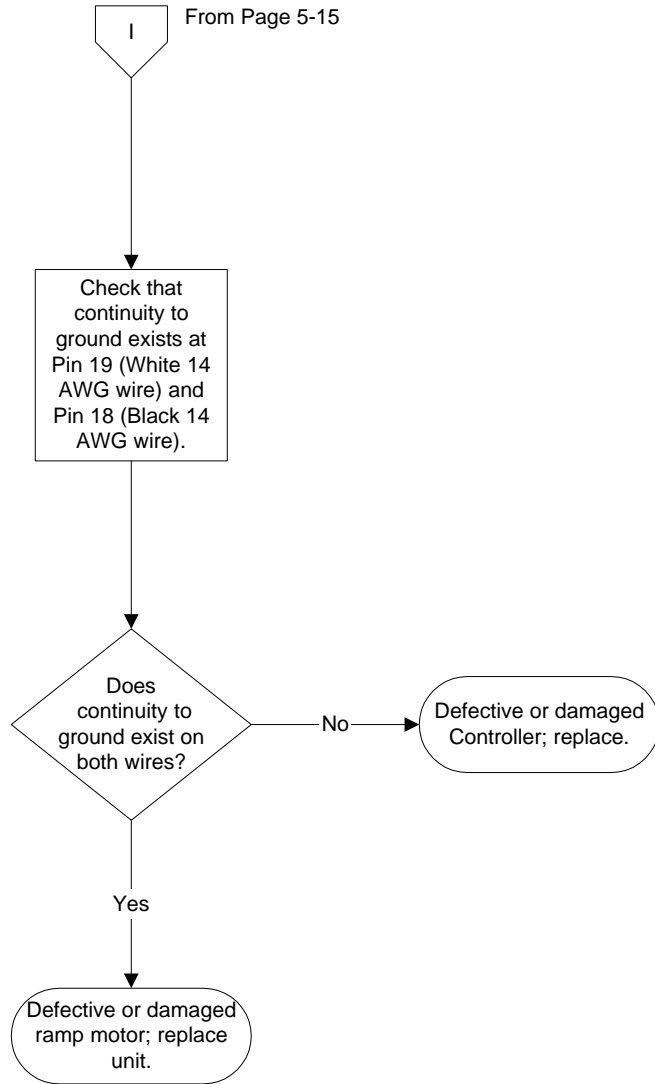 I
From Page 5-15
Check that
continuity to
ground exists at
Pin 19 (White 14
AWG wire) and
Pin 18 (Black 14
AWG wire).
Does
continuity to
ground exist on
both wires?
No
Defective or damaged
Controller; replace.
Yes
Defective or damaged
ramp motor; replace
unit.